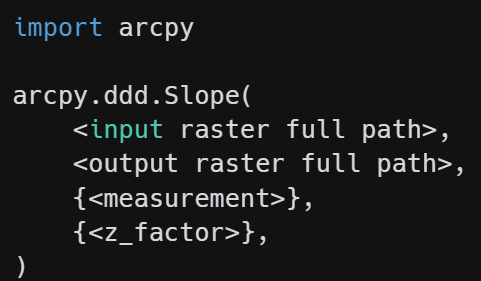 import arcpy

arcpy.ddd.Slope(
    <input raster full path>,
    <output raster full path>,
    {<measurement>},
    {<z_factor>},
)